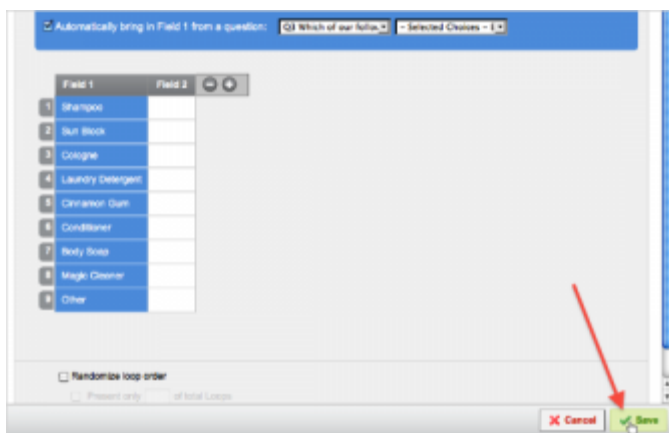 Automatically bring in Field 1 from a question: Q3 Which of our follo - Selected Choices -
Field 1 Field 2
1 Shampoo
2 Sun Block
3 Cologne
4 Laundry Detergent
5 Cinnamon Gum
6 Conditioner
7 Body Soap
8 Magic Cleaner
9 Other
Randomize loop order
Present only of total Loops
Cancel Save